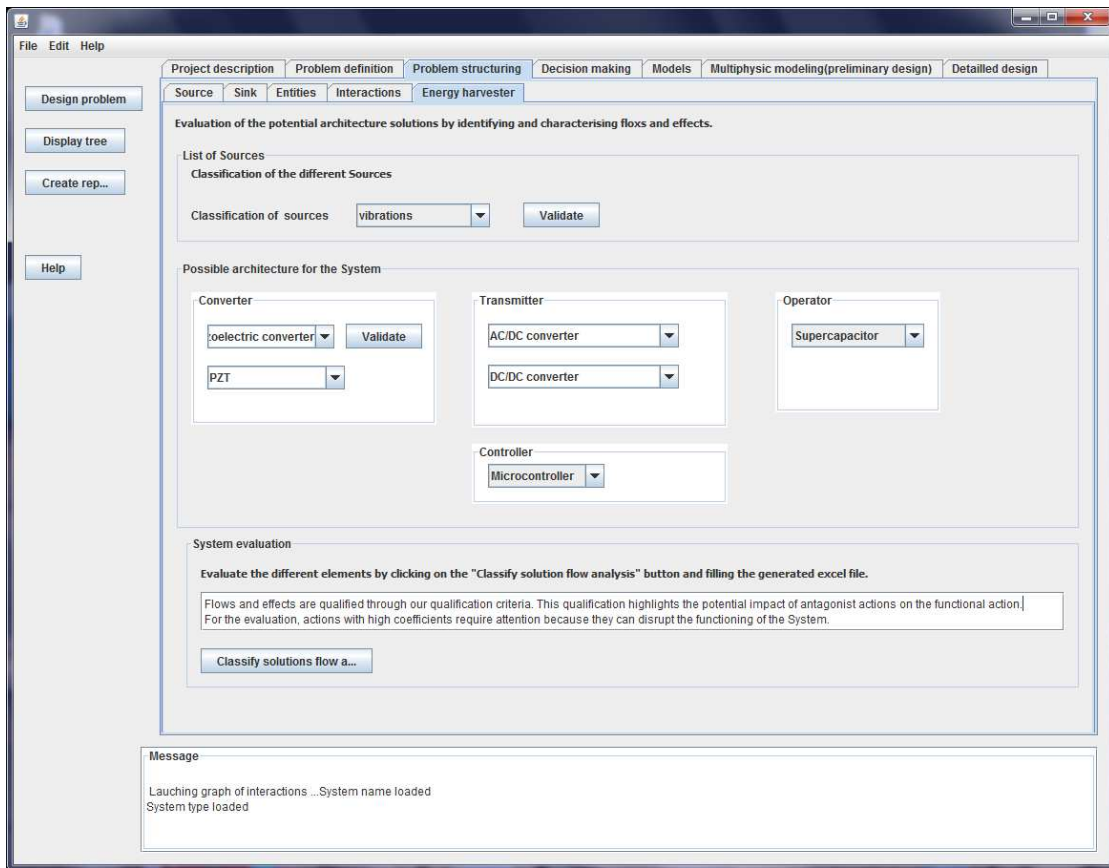 File Edit Help
Project description Problem definition Problem structuring Decision making Models Multiphysic modeling(preliminary design) Detailled design
Design problem
Display tree
Create rep...
Help
Source Sink Entities Interactions Energy harvester
Evaluation of the potential architecture solutions by identifying and characterising floxs and effects.
List of Sources
Classification of the different Sources
Classification of sources vibrations Validate
Possible architecture for the System
Converter
zoelectric converter Validate
PZT
Transmitter
AC/DC converter
DC/DC converter
Operator
Supercapacitor
Controller
Microcontroller
System evaluation
Evaluate the different elements by clicking on the "Classify solution flow analysis" button and filling the generated excel file.
Flows and effects are qualified through our qualification criteria. This qualification highlights the potential impact of antagonist actions on the functional action.
For the evaluation, actions with high coefficients require attention because they can disrupt the functioning of the System.
Classify solutions flow a...
Message
Lauching graph of interactions ...System name loaded
System type loaded